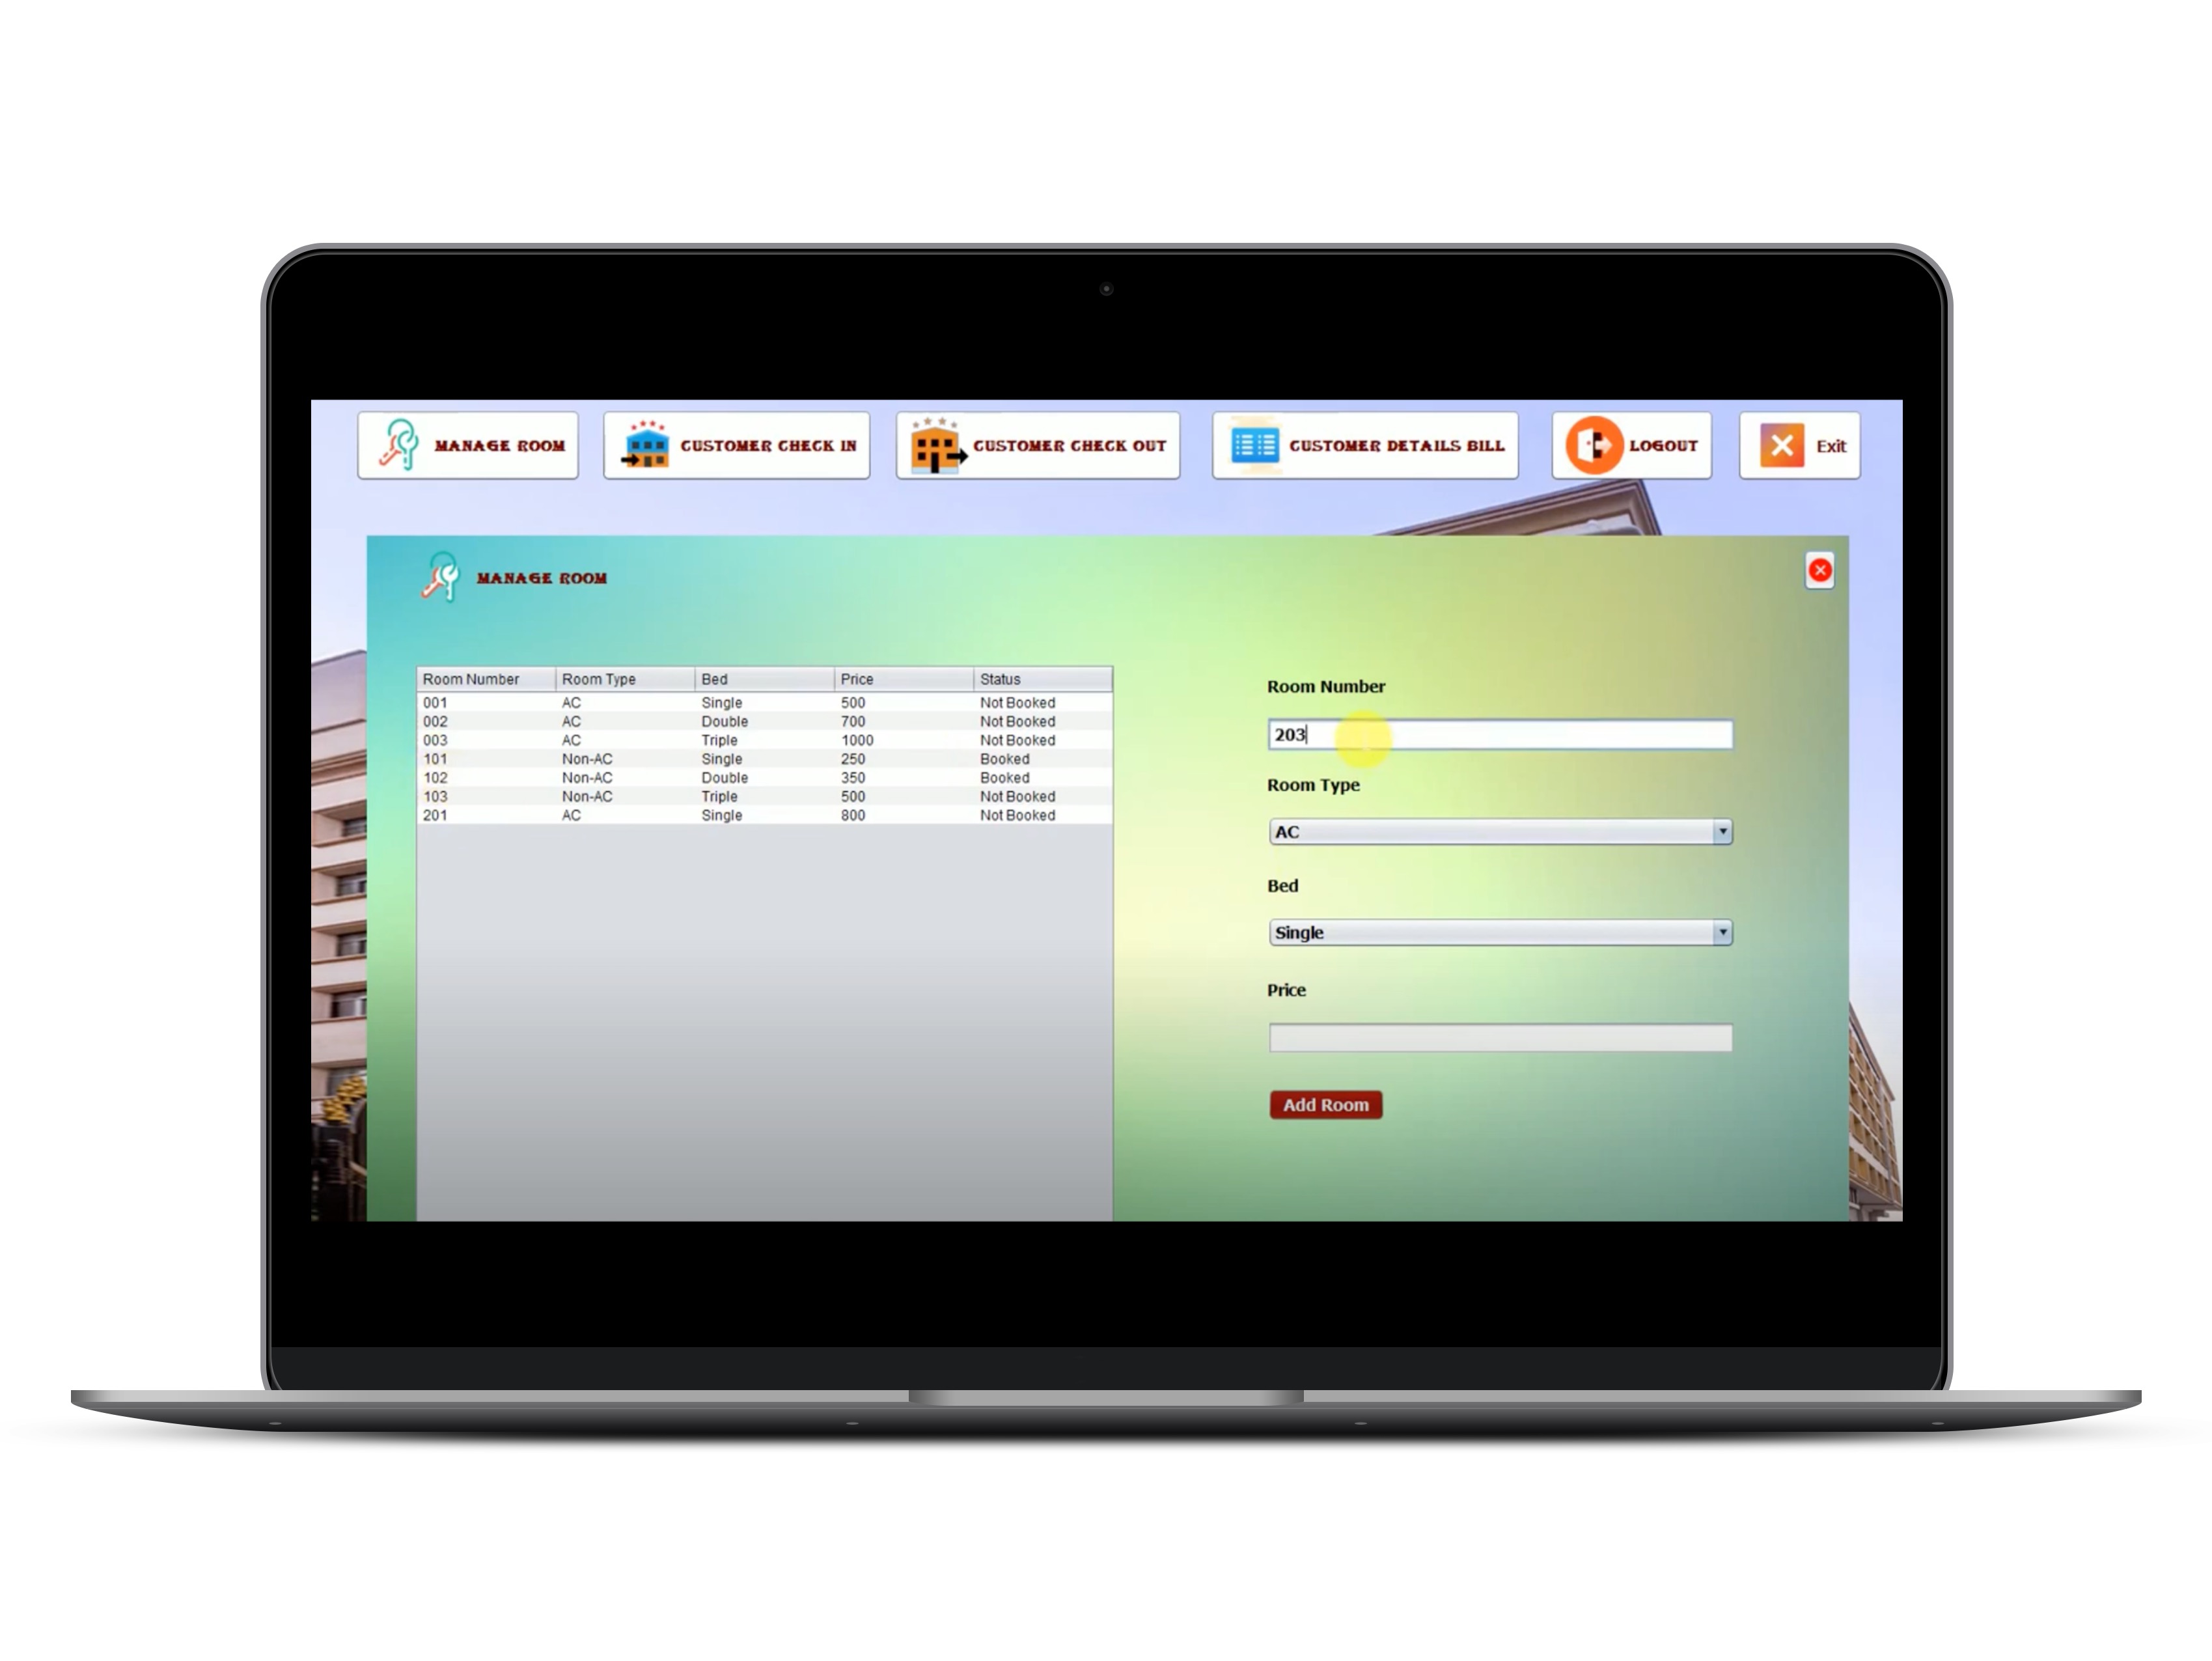 MANAGE ROOM
CUSTOMER CHECK IN
CUSTOMER CHECK OUT
CUSTOMER DETAILS BILL
LOGOUT
Exit
MANAGE ROOM
Room Number Room Type Bed Price Status
001 AC Single 500 Not Booked
002 AC Double 700 Not Booked
003 AC Triple 1000 Not Booked
101 Non-AC Single 250 Booked
102 Non-AC Double 350 Booked
103 Non-AC Triple 500 Not Booked
201 AC Single 800 Not Booked
Room Number
203
Room Type
AC
Bed
Single
Price
Add Room